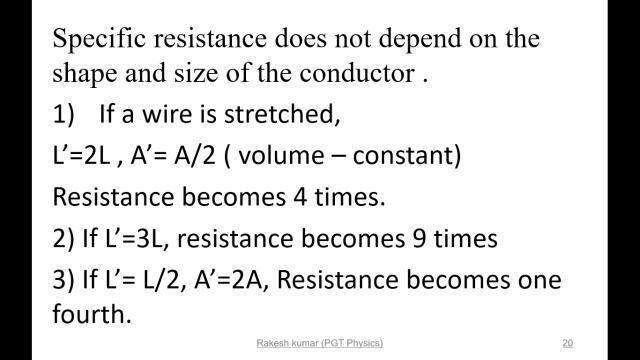 Specific resistance does not depend on the
shape and size of the conductor .
1) If a wire is stretched,
L’=2L , A’= A/2 ( volume – constant)
Resistance becomes 4 times.
2) If L’=3L, resistance becomes 9 times
3) If L’= L/2, A’=2A, Resistance becomes one
fourth.
Rakesh kumar (PGT Physics) 20